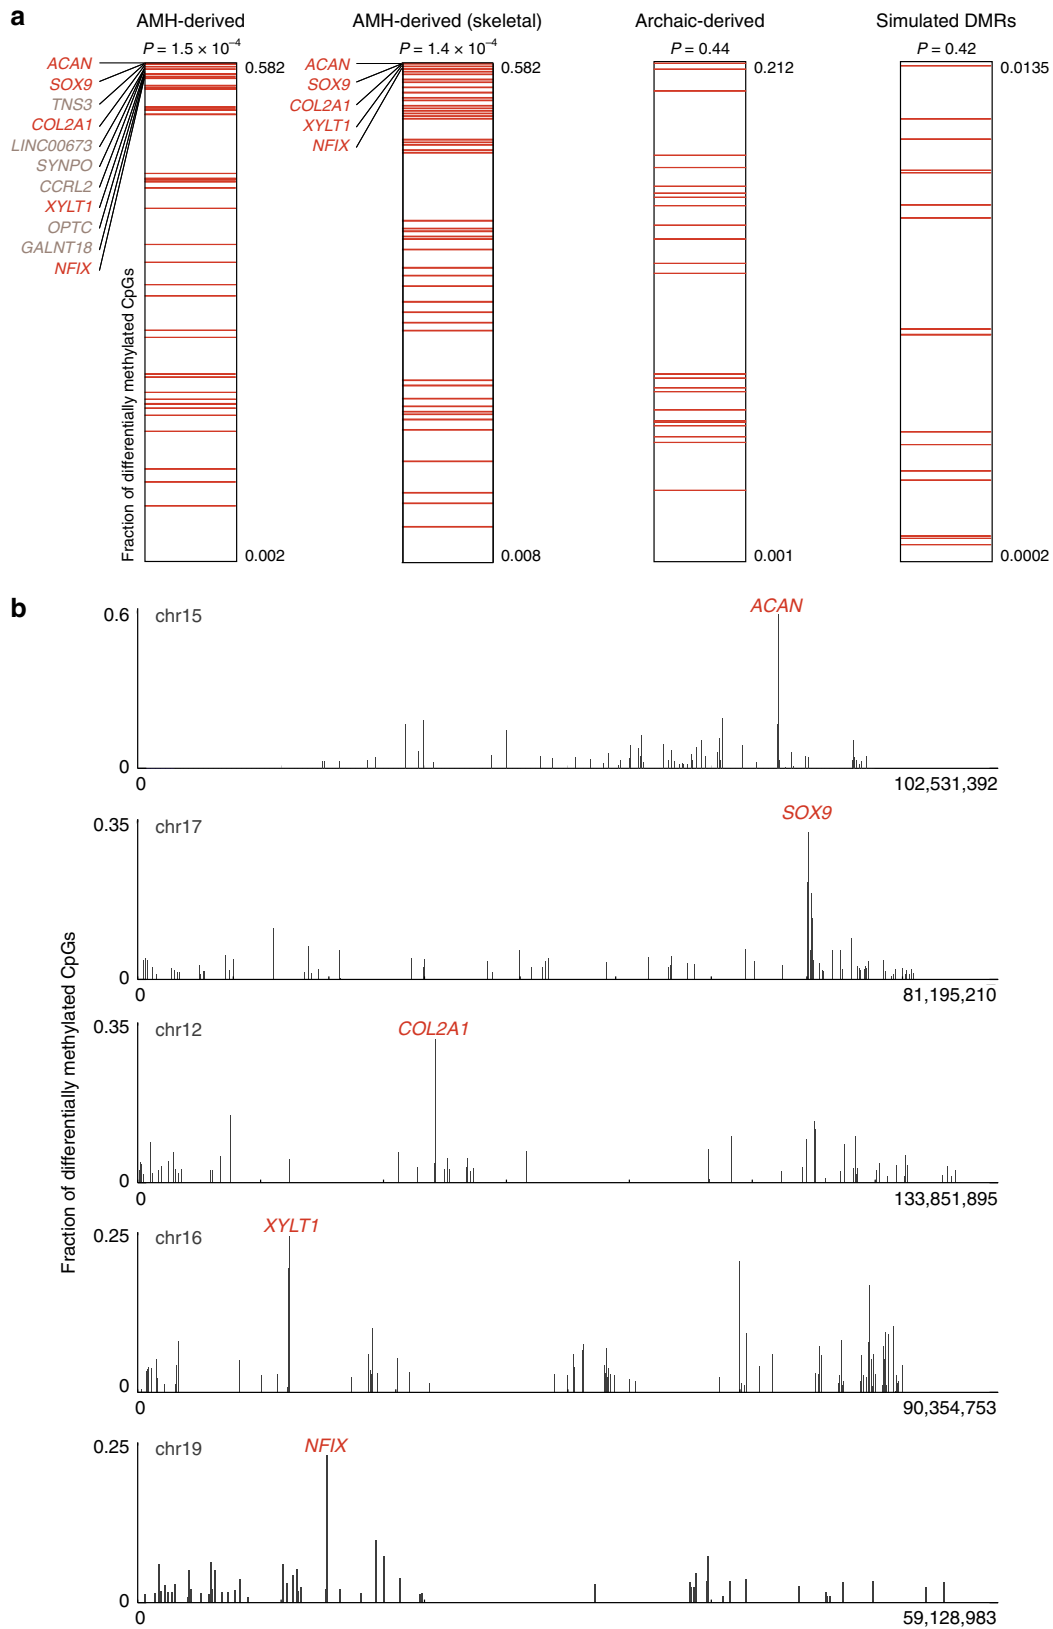 a
AMH-derived
P = 1.5 × 10–4
ACAN
SOX9
TNS3
COL2A1
LINC00673
SYNPO
CCRL2
XYLT1
OPTC
GALNT18
NFIX
0.582
0.002
Fraction of differentially methylated CpGs
AMH-derived (skeletal)
P = 1.4 × 10–4
ACAN
SOX9
COL2A1
XYLT1
NFIX
0.582
0.008
Archaic-derived
P = 0.44
0.212
0.001
Simulated DMRs
P = 0.42
0.0135
0.0002
b
Fraction of differentially methylated CpGs
0.6
chr15
ACAN
0
0
102,531,392
0.35
chr17
SOX9
0
0
81,195,210
0.35
chr12
COL2A1
0
0
133,851,895
0.25
chr16
XYLT1
0
0
90,354,753
0.25
chr19
NFIX
0
0
59,128,983